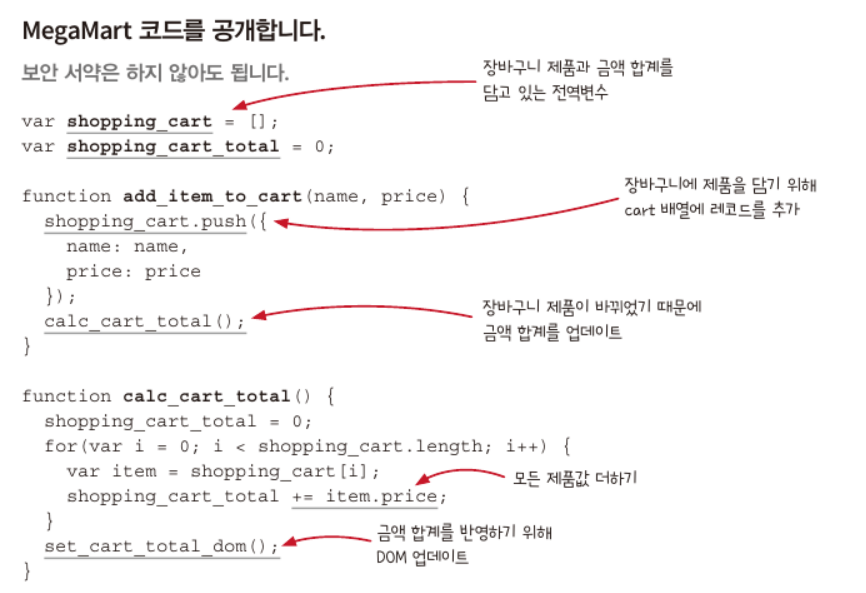 MegaMart 코드를 공개합니다.
보안 서약은 하지 않아도 됩니다.
장바구니 제품과 금액 합계를
담고 있는 전역변수
var shopping_cart = [];
var shopping_cart_total = 0;
function add_item_to_cart(name, price) {
장바구니에 제품을 담기 위해
cart 배열에 레코드를 추가
shopping_cart.push({
name: name,
price: price
});
장바구니 제품이 바뀌었기 때문에
금액 합계를 업데이트
calc_cart_total();
}
function calc_cart_total() {
shopping_cart_total = 0;
for(var i = 0; i < shopping_cart.length; i++) {
var item = shopping_cart[i];
모든 제품값 더하기
shopping_cart_total += item.price;
}
금액 합계를 반영하기 위해
DOM 업데이트
set_cart_total_dom();
}